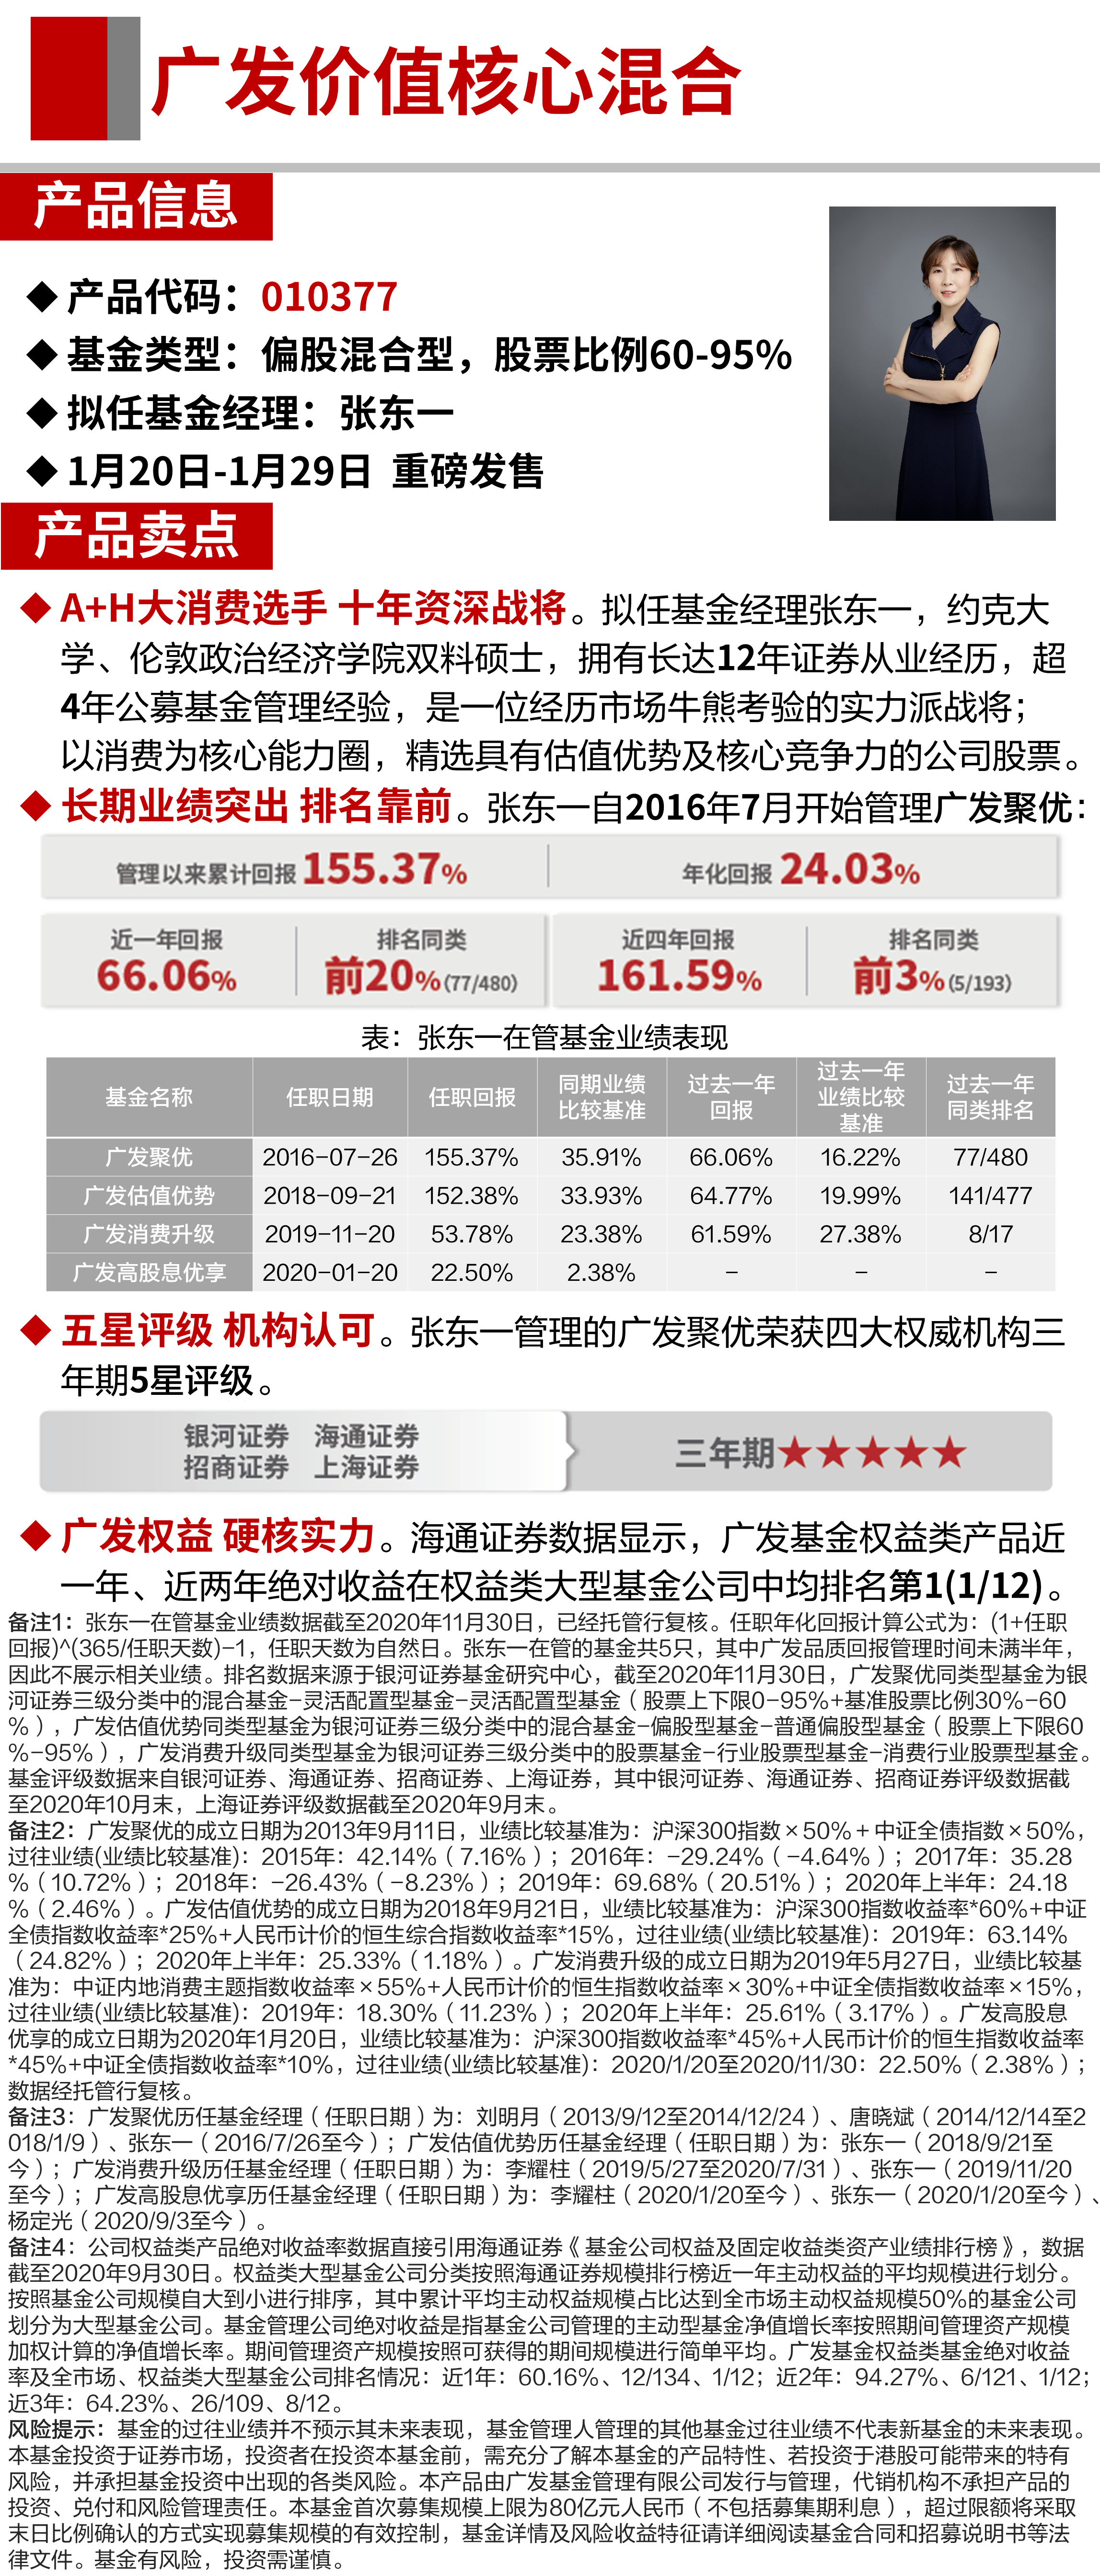 广发价值核心混合
产品信息
◆产品代码：010377
◆基金类型：偏股混合型，股票比例60-95%
◆拟任基金经理：张东一
◆1月20日-1月29日 重磅发售
产品卖点
◆A+H大消费选手 十年资深战将。拟任基金经理张东一，约克大
学、伦敦政治经济学院双料硕士，拥有长达12年证券从业经历，超
4年公募基金管理经验，是一位经历市场牛熊考验的实力派战将；
以消费为核心能力圈，精选具有估值优势及核心竞争力的公司股票。
◆长期业绩突出 排名靠前。张东一自2016年7月开始管理广发聚优：
管理以来累计回报 155.37% 年化回报 24.03%
近一年回报 排名同类 近四年回报 排名同类
66.06% 前20%(77/480) 161.59% 前3%(5/193)
表：张东一在管基金业绩表现
基金名称 任职日期 任职回报 同期业绩比较基准 过去一年回报 过去一年业绩比较基准 过去一年同类排名
广发聚优 2016-07-26 155.37% 35.91% 66.06% 16.22% 77/480
广发估值优势 2018-09-21 152.38% 33.93% 64.77% 19.99% 141/477
广发消费升级 2019-11-20 53.78% 23.38% 61.59% 27.38% 8/17
广发高股息优享 2020-01-20 22.50% 2.38% - - -
◆五星评级 机构认可。张东一管理的广发聚优荣获四大权威机构三
年期5星评级。
银河证券 海通证券
招商证券 上海证券
三年期★★★★★
◆广发权益 硬核实力。海通证券数据显示，广发基金权益类产品近
一年、近两年绝对收益在权益类大型基金公司中均排名第1(1/12)。
备注1：张东一在管基金业绩数据截至2020年11月30日，已经托管行复核。任职年化回报计算公式为：(1+任职
回报)^(365/任职天数)-1，任职天数为自然日。张东一在管的基金共5只，其中广发品质回报管理时间未满半年，
因此不展示相关业绩。排名数据来源于银河证券基金研究中心，截至2020年11月30日，广发聚优同类型基金为银
河证券三级分类中的混合基金-灵活配置型基金-灵活配置型基金（股票上下限0-95%+基准股票比例30%-60
%），广发估值优势同类型基金为银河证券三级分类中的混合基金-偏股型基金-普通偏股型基金（股票上下限60
%-95%），广发消费升级同类型基金为银河证券三级分类中的股票基金-行业股票型基金-消费行业股票型基金。
基金评级数据来自银河证券、海通证券、招商证券、上海证券，其中银河证券、海通证券、招商证券评级数据截
至2020年10月末，上海证券评级数据截至2020年9月末。
备注2：广发聚优的成立日期为2013年9月11日，业绩比较基准为：沪深300指数×50%＋中证全债指数×50%，
过往业绩(业绩比较基准)：2015年：42.14%（7.16%）；2016年：-29.24%（-4.64%）；2017年：35.28
%（10.72%）；2018年：-26.43%（-8.23%）；2019年：69.68%（20.51%）；2020年上半年：24.18
%（2.46%）。广发估值优势的成立日期为2018年9月21日，业绩比较基准为：沪深300指数收益率*60%+中证
全债指数收益率*25%+人民币计价的恒生综合指数收益率*15%，过往业绩(业绩比较基准)：2019年：63.14%
（24.82%）；2020年上半年：25.33%（1.18%）。广发消费升级的成立日期为2019年5月27日，业绩比较基
准为：中证内地消费主题指数收益率×55%+人民币计价的恒生指数收益率×30%+中证全债指数收益率×15%，
过往业绩(业绩比较基准)：2019年：18.30%（11.23%）；2020年上半年：25.61%（3.17%）。广发高股息
优享的成立日期为2020年1月20日，业绩比较基准为：沪深300指数收益率*45%+人民币计价的恒生指数收益率
*45%+中证全债指数收益率*10%，过往业绩(业绩比较基准)：2020/1/20至2020/11/30：22.50%（2.38%）；
数据经托管行复核。
备注3：广发聚优历任基金经理（任职日期）为：刘明月（2013/9/12至2014/12/24）、唐晓斌（2014/12/14至2
018/1/9）、张东一（2016/7/26至今）；广发估值优势历任基金经理（任职日期）为：张东一（2018/9/21至
今）；广发消费升级历任基金经理（任职日期）为：李耀柱（2019/5/27至2020/7/31）、张东一（2019/11/20
至今）；广发高股息优享历任基金经理（任职日期）为：李耀柱（2020/1/20至今）、张东一（2020/1/20至今）、
杨定光（2020/9/3至今）。
备注4：公司权益类产品绝对收益率数据直接引用海通证券《基金公司权益及固定收益类资产业绩排行榜》，数据
截至2020年9月30日。权益类大型基金公司分类按照海通证券规模排行榜近一年主动权益的平均规模进行划分。
按照基金公司规模自大到小进行排序，其中累计平均主动权益规模占比达到全市场主动权益规模50%的基金公司
划分为大型基金公司。基金管理公司绝对收益是指基金公司管理的主动型基金净值增长率按照期间管理资产规模
加权计算的净值增长率。期间管理资产规模按照可获得的期间规模进行简单平均。广发基金权益类基金绝对收益
率及全市场、权益类大型基金公司排名情况：近1年：60.16%、12/134、1/12；近2年：94.27%、6/121、1/12；
近3年：64.23%、26/109、8/12。
风险提示：基金的过往业绩并不预示其未来表现，基金管理人管理的其他基金过往业绩不代表新基金的未来表现。
本基金投资于证券市场，投资者在投资本基金前，需充分了解本基金的产品特性、若投资于港股可能带来的特有
风险，并承担基金投资中出现的各类风险。本产品由广发基金管理有限公司发行与管理，代销机构不承担产品的
投资、兑付和风险管理责任。本基金首次募集规模上限为80亿元人民币（不包括募集期利息），超过限额将采取
末日比例确认的方式实现募集规模的有效控制，基金详情及风险收益特征请详细阅读基金合同和招募说明书等法
律文件。基金有风险，投资需谨慎。